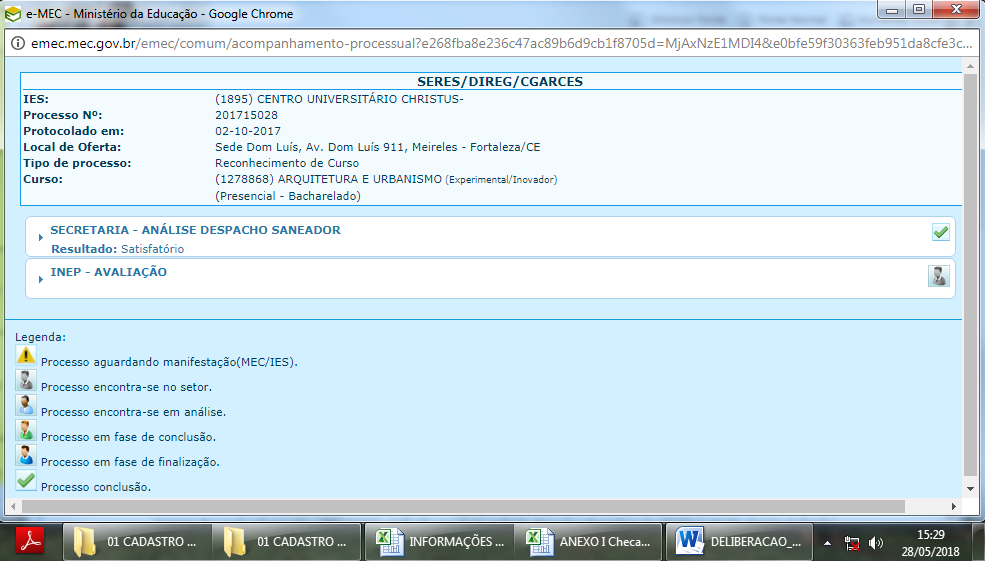 e-MEC - Ministério da Educação - Google Chrome
emec.mec.gov.br/emec/comum/acompanhamento-processual?e268fba8e236c47ac89b6d9cb1f8705d=MjAxNzE1MDI4&e0bfe59f30363feb951da8cfe3c...
SERES/DIREG/CGARCES
IES: (1895) CENTRO UNIVERSITÁRIO CHRISTUS-
Processo Nº: 201715028
Protocolado em: 02-10-2017
Local de Oferta: Sede Dom Luís, Av. Dom Luís 911, Meireles - Fortaleza/CE
Tipo de processo: Reconhecimento de Curso
Curso: (1278868) ARQUITETURA E URBANISMO (Experimental/Inovador)
(Presencial - Bacharelado)
SECRETARIA - ANÁLISE DESPACHO SANEADOR
Resultado: Satisfatório
INEP - AVALIAÇÃO
Legenda:
Processo aguardando manifestação(MEC/IES).
Processo encontra-se no setor.
Processo encontra-se em análise.
Processo em fase de conclusão.
Processo em fase de finalização.
Processo conclusão.
01 CADASTRO ... 01 CADASTRO ... INFORMAÇÕES ... ANEXO I Checa... DELIBERACAO_... 15:29
28/05/2018